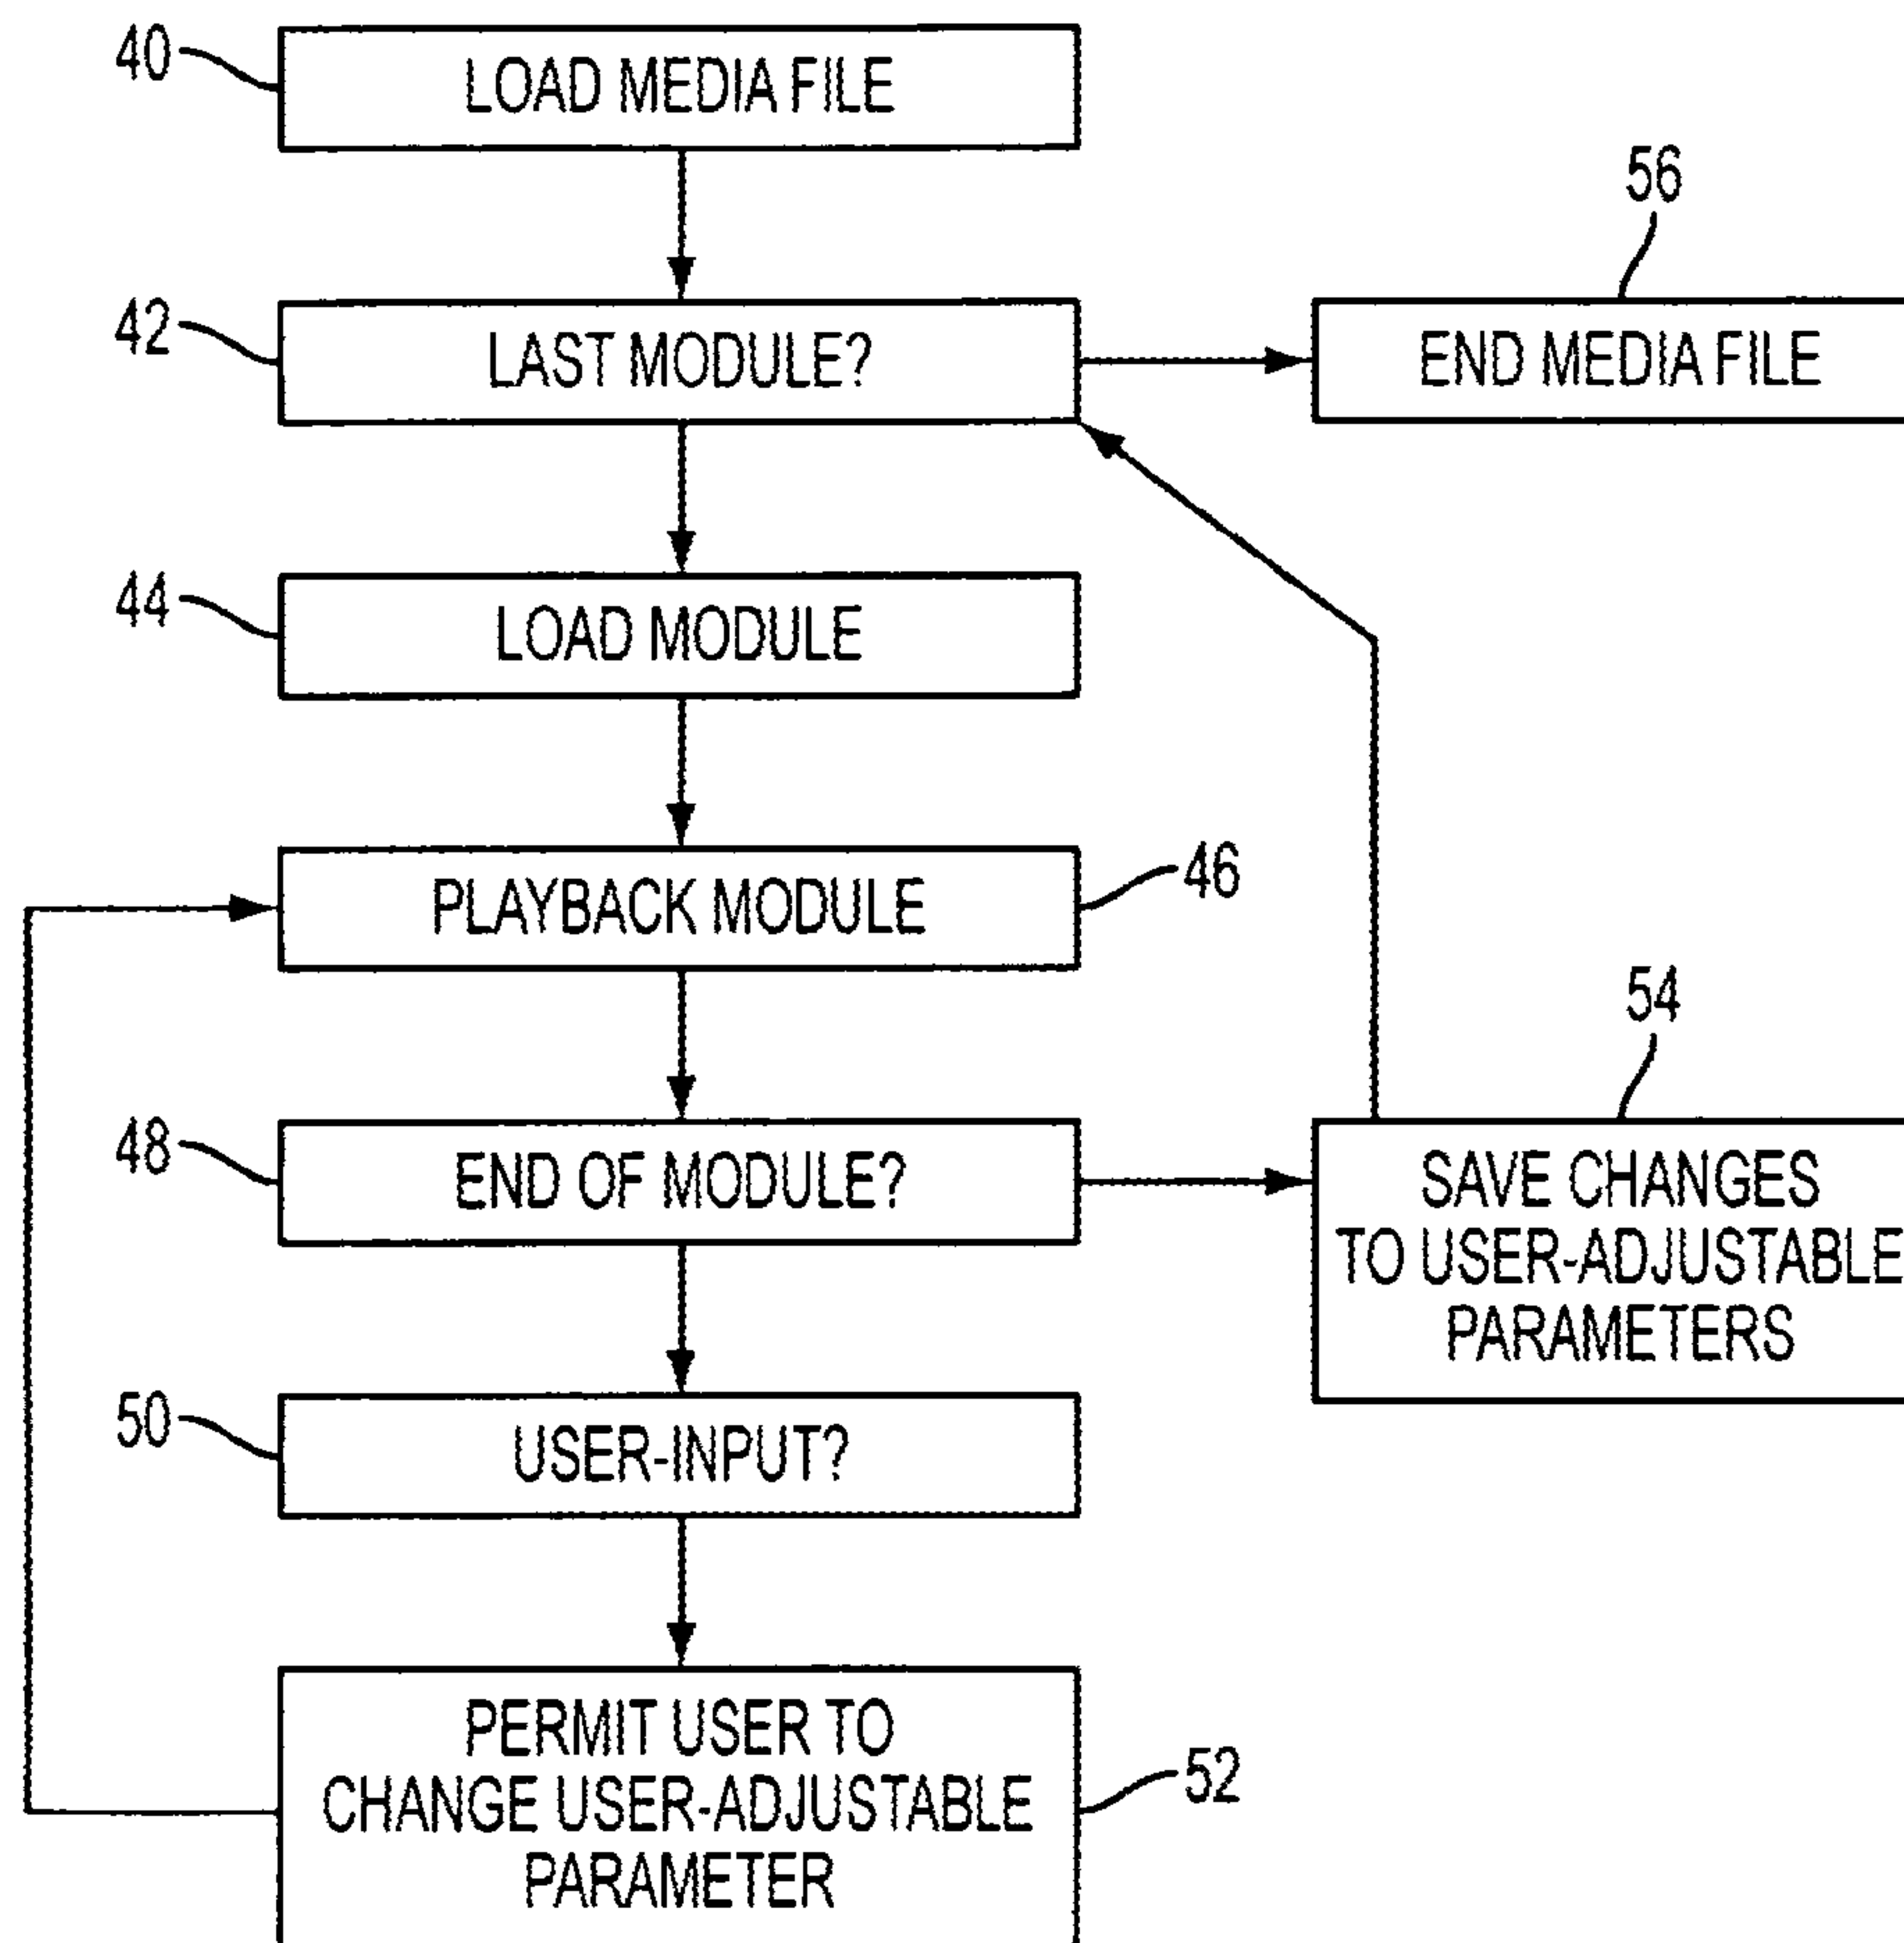 40
LOAD MEDIA FILE
56
42
LAST MODULE?
END MEDIA FILE
44
LOAD MODULE
PLAYBACK MODULE
46
54
48
END OF MODULE?
SAVE CHANGES
TO USER-ADJUSTABLE
PARAMETERS
50
USER-INPUT?
PERMIT USER TO
CHANGE USER-ADJUSTABLE
PARAMETER
52